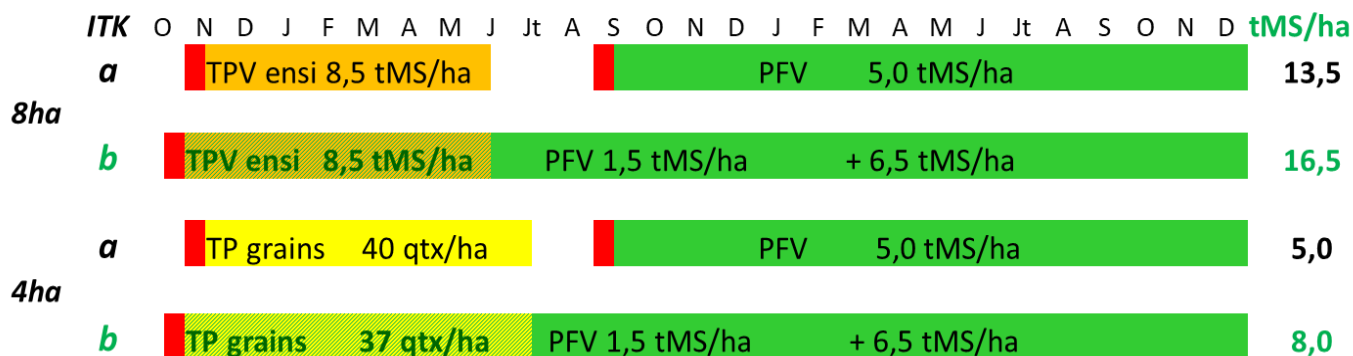 ITK O N D J F M A M J Jt A S O N D J F M A M J Jt A S O N D tMS/ha
a TPV ensi 8,5 tMS/ha PFV 5,0 tMS/ha 13,5
8ha
b TPV ensi 8,5 tMS/ha PFV 1,5 tMS/ha + 6,5 tMS/ha 16,5
a TP grains 40 qtx/ha PFV 5,0 tMS/ha 5,0
4ha
b TP grains 37 qtx/ha PFV 1,5 tMS/ha + 6,5 tMS/ha 8,0